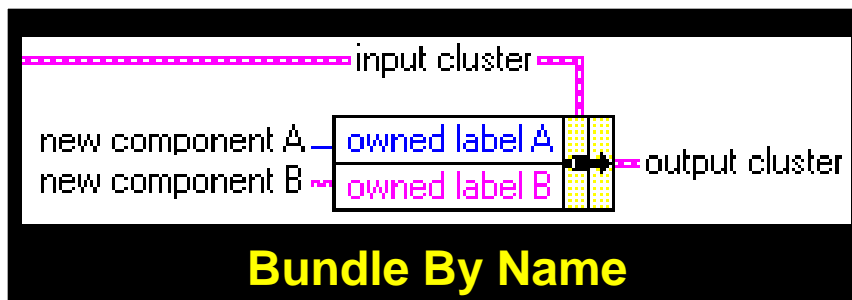 input cluster
new component A owned label A
new component B owned label B
output cluster
Bundle By Name